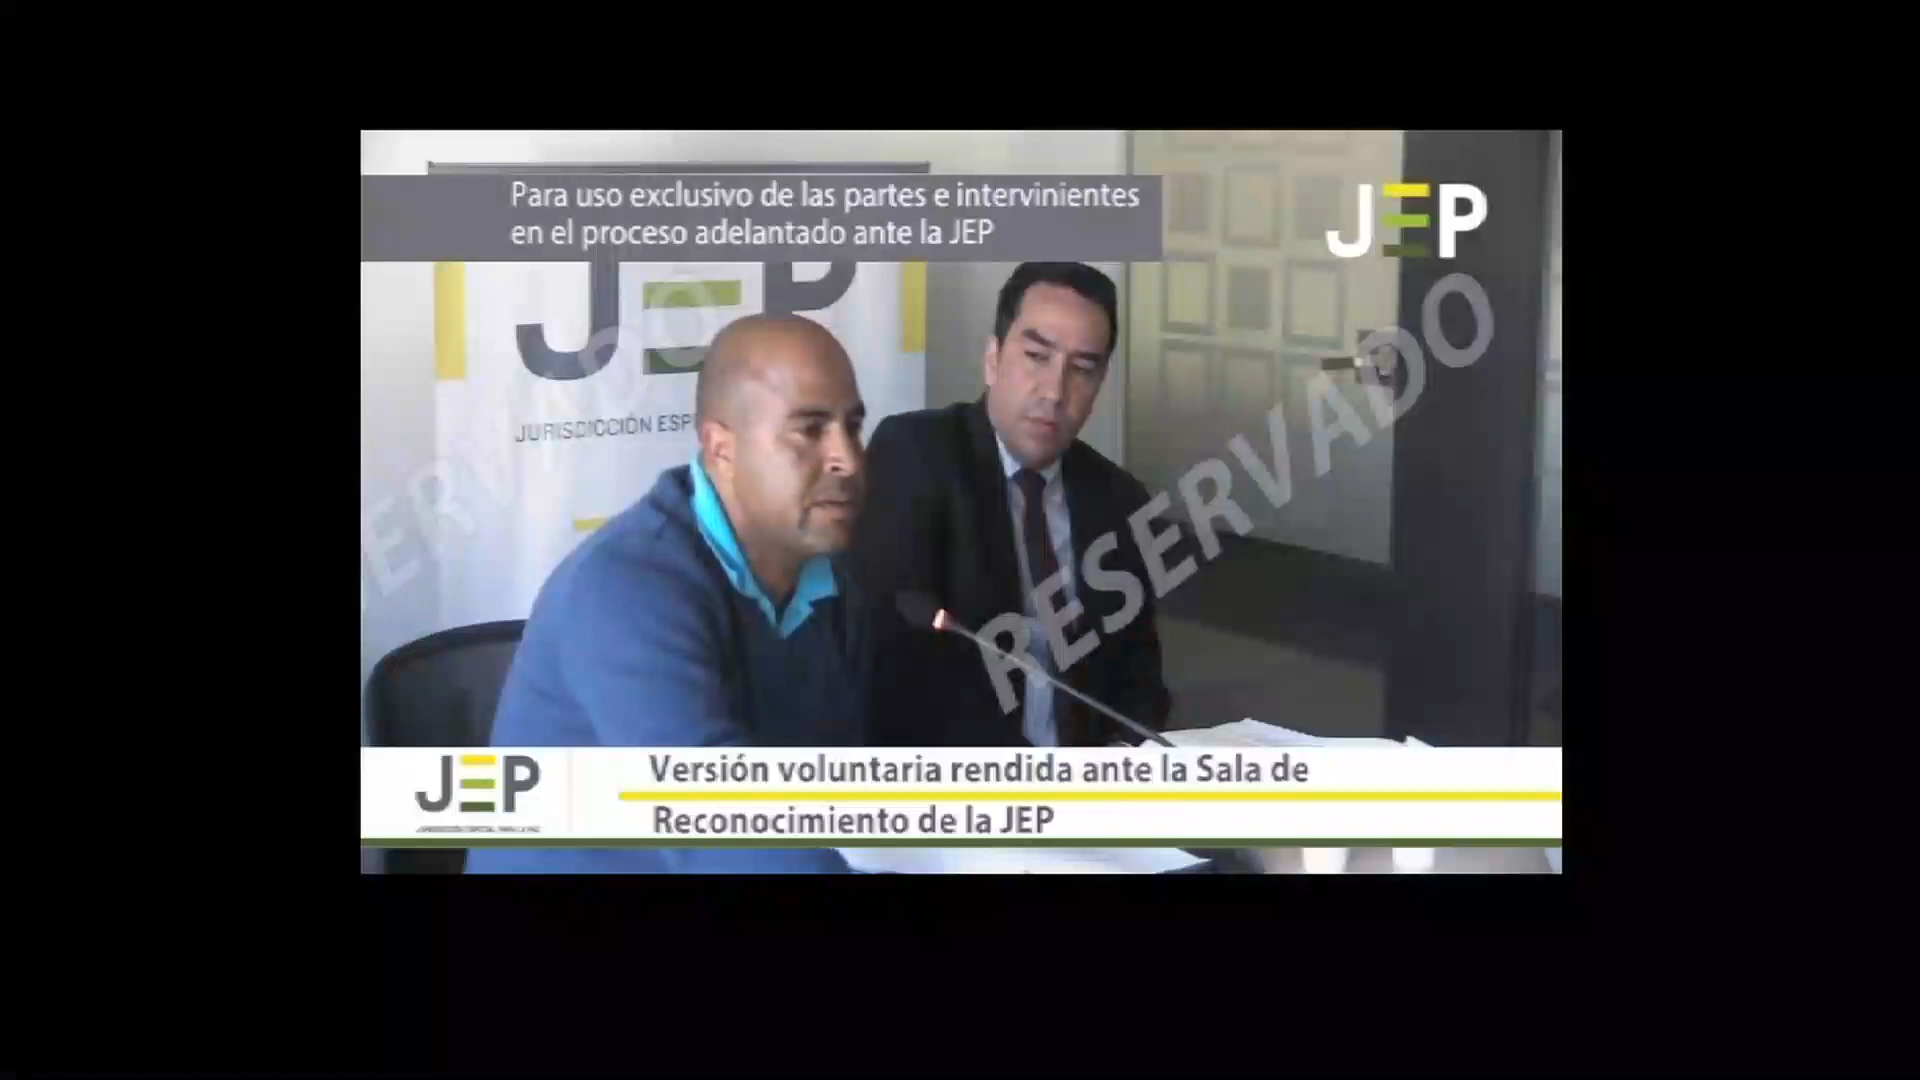 Para uso exclusivo de las partes e intervinientes
en el proceso adelantado ante la JEP
JEP
JEP
JURISDICCIÓN
RESERVADO
RESERVADO
JEP
Versión voluntaria rendida ante la Sala de
Reconocimiento de la JEP